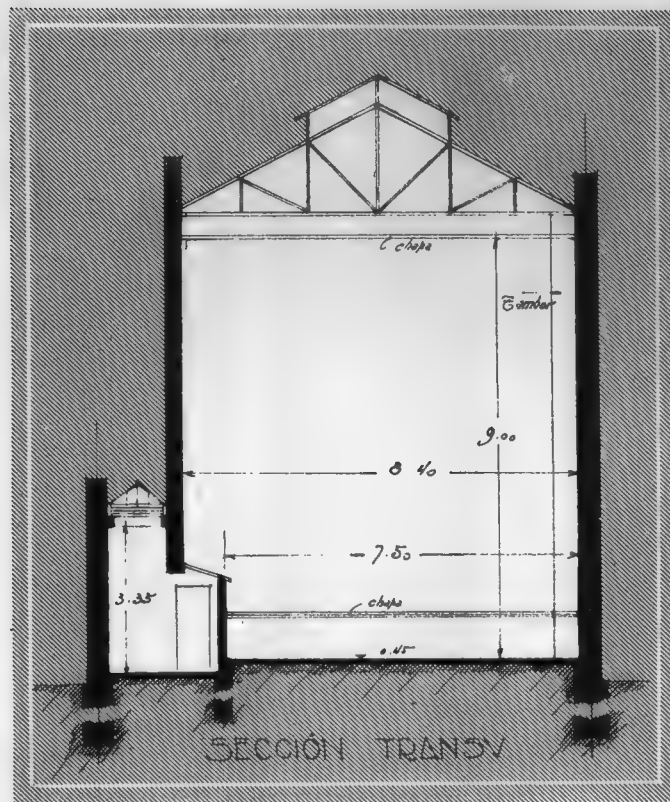 chapa
Tambor
9.00
8 40
7.50
3.35
chapa
0.45
SECCIÓN TRANSV